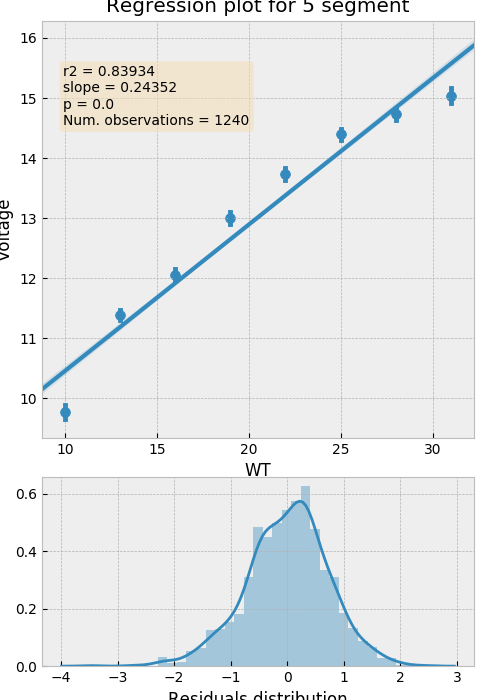 Regression plot for 5 segment
16
15
14
13
12
11
10
r2 = 0.83934
slope = 0.24352
p = 0.0
Num. observations = 1240
Voltage
10 15 20 25 30
WT
0.6
0.4
0.2
0.0
−4 −3 −2 −1 0 1 2 3
Residuals distribution